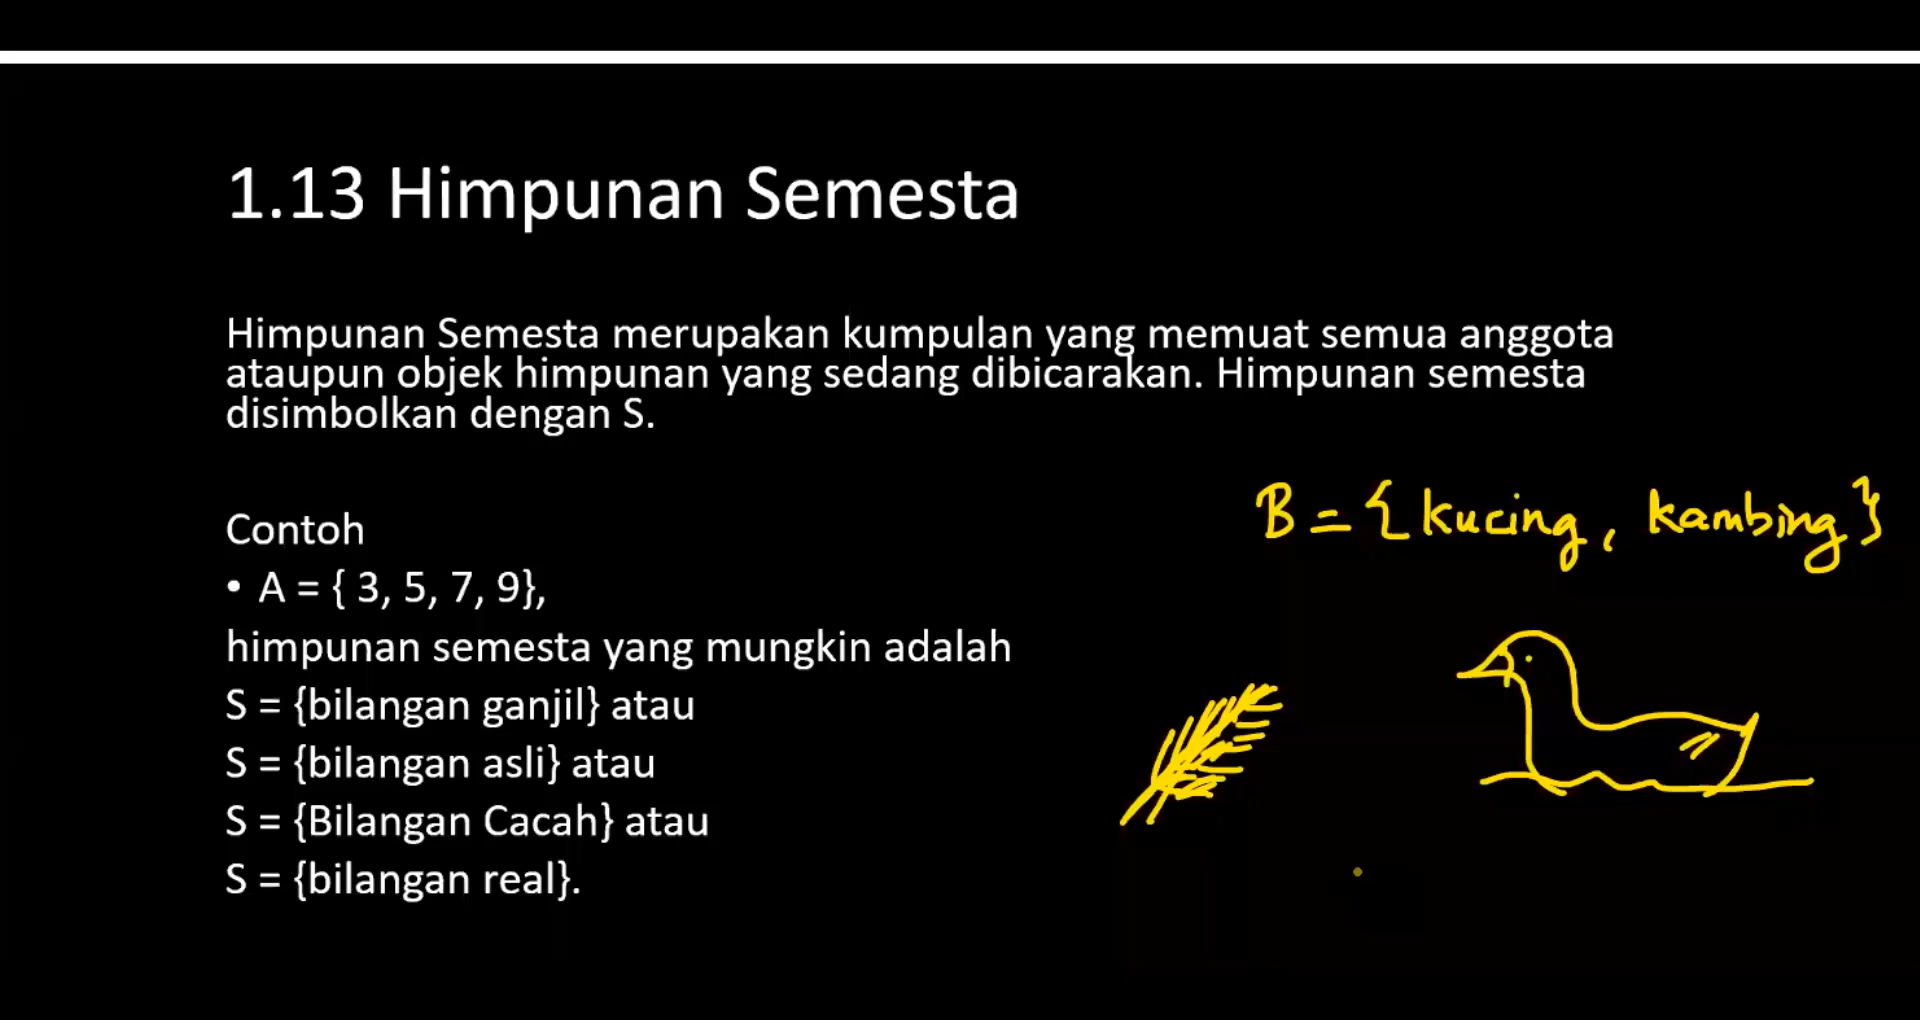 1.13 Himpunan Semesta
Himpunan Semesta merupakan kumpulan yang memuat semua anggota
ataupun objek himpunan yang sedang dibicarakan. Himpunan semesta
disimbolkan dengan S.
B = { kucing, kambing }
Contoh
• A = { 3, 5, 7, 9},
himpunan semesta yang mungkin adalah
S = {bilangan ganjil} atau
S = {bilangan asli} atau
S = {Bilangan Cacah} atau
S = {bilangan real}.